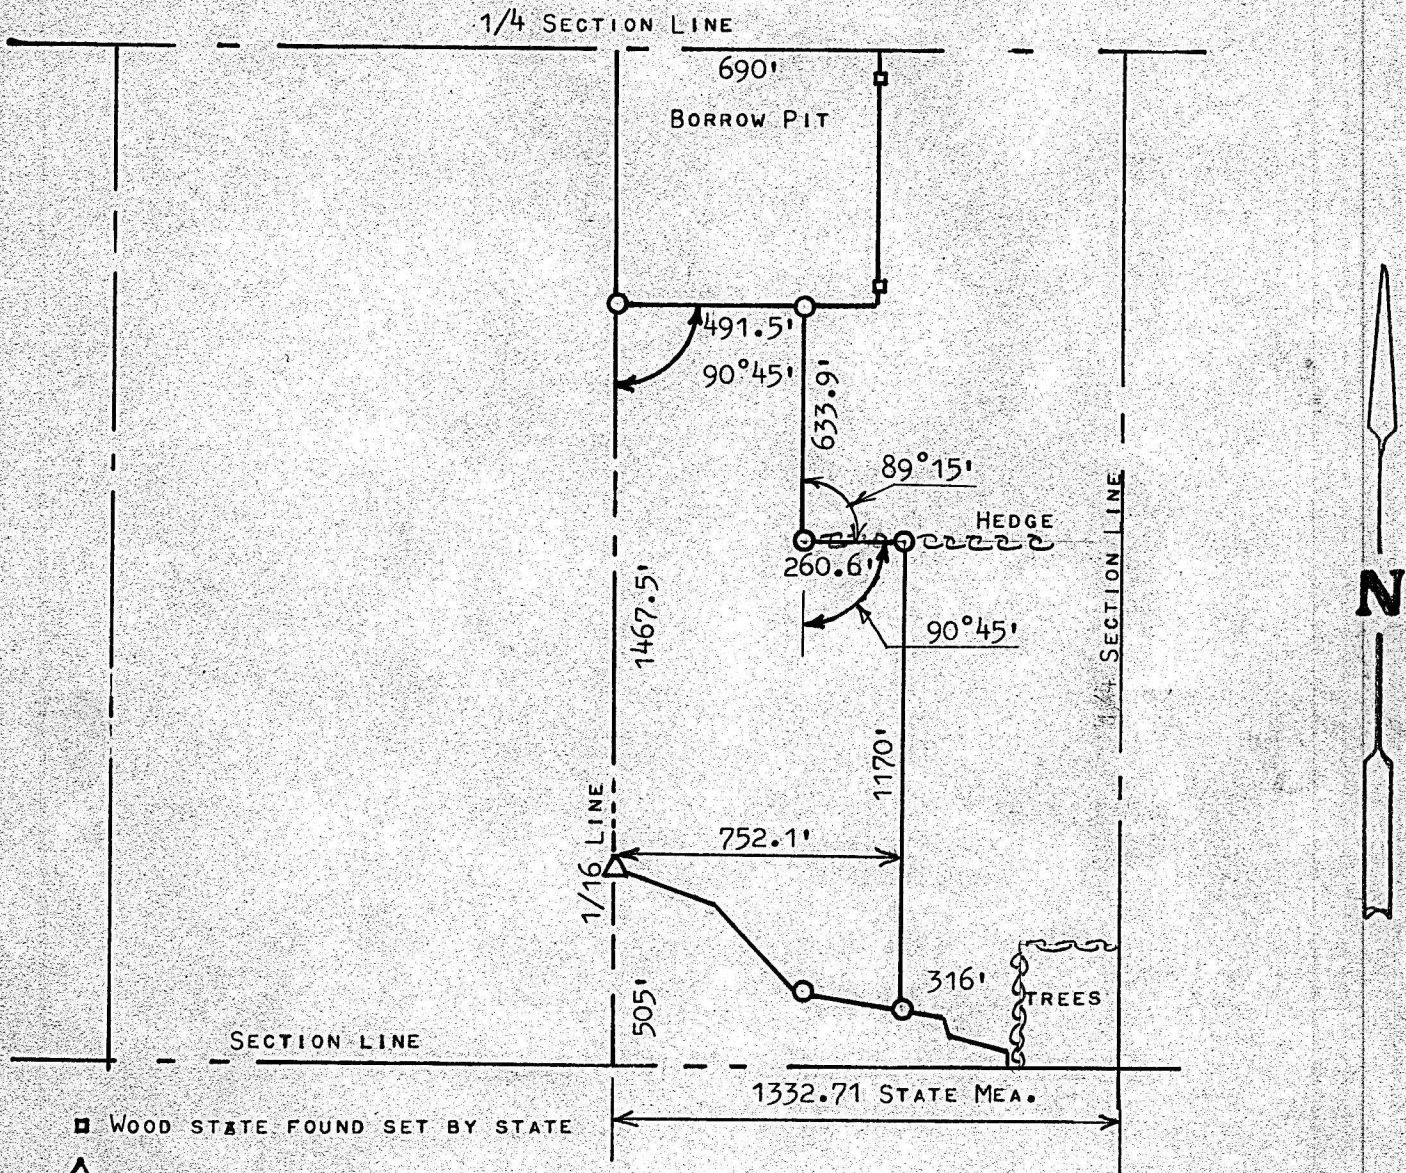 1/4 SECTION LINE
690'
BORROW PIT
491.5'
90°45'
633.9'
89°15'
HEDGE
260.6'
90°45'
1467.5'
SECTION LINE
N
1170'
1/16 LINE
752.1'
316'
TREES
505'
SECTION LINE
1332.71 STATE MEA.
WOOD STATE FOUND SET BY STATE